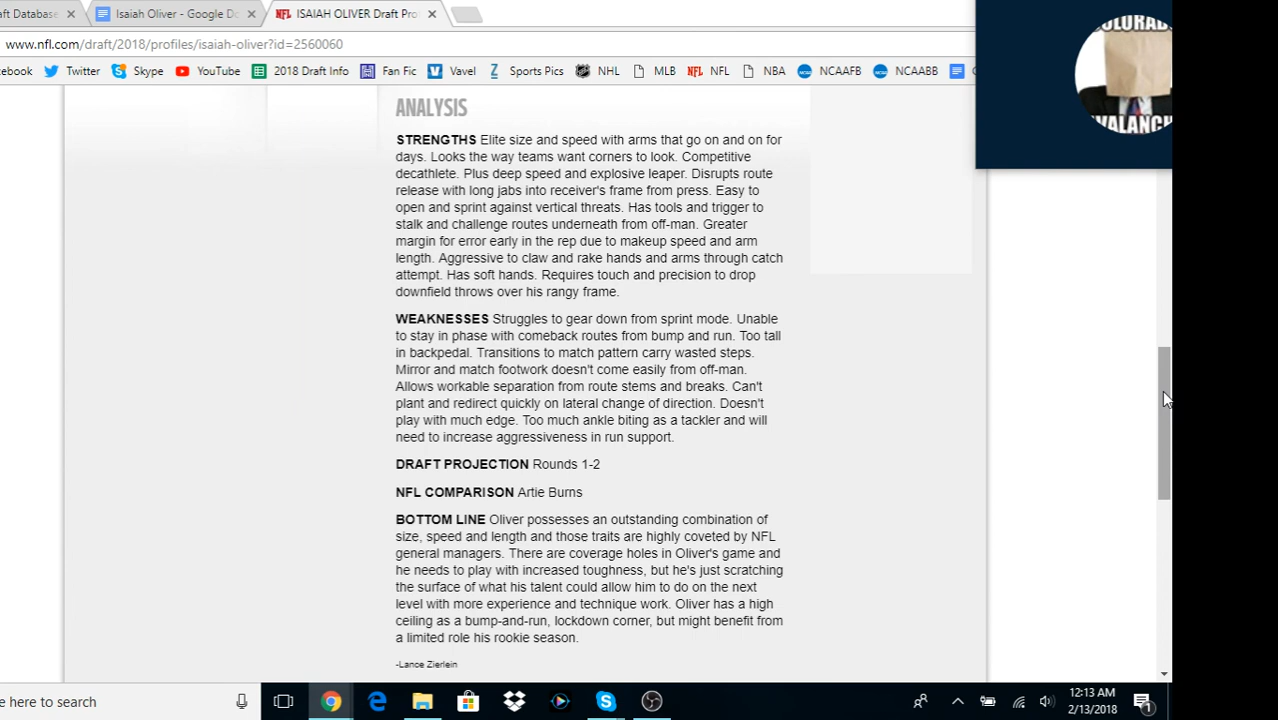 aft Database
Isaiah Oliver - Google Do
ISAIAH OLIVER Draft Pro
www.nfl.com/draft/2018/profiles/isaiah-oliver?id=2560060
ebook Twitter Skype YouTube 2018 Draft Info Fan Fic Vavel Sports Pics NHL MLB NFL NBA NCAAFB NCAABB
COLORADO
AVALANCH
ANALYSIS
STRENGTHS Elite size and speed with arms that go on and on for
days. Looks the way teams want corners to look. Competitive
decathlete. Plus deep speed and explosive leaper. Disrupts route
release with long jabs into receiver's frame from press. Easy to
open and sprint against vertical threats. Has tools and trigger to
stalk and challenge routes underneath from off-man. Greater
margin for error early in the rep due to makeup speed and arm
length. Aggressive to claw and rake hands and arms through catch
attempt. Has soft hands. Requires touch and precision to drop
downfield throws over his rangy frame.
WEAKNESSES Struggles to gear down from sprint mode. Unable
to stay in phase with comeback routes from bump and run. Too tall
in backpedal. Transitions to match pattern carry wasted steps.
Mirror and match footwork doesn't come easily from off-man.
Allows workable separation from route stems and breaks. Can't
plant and redirect quickly on lateral change of direction. Doesn't
play with much edge. Too much ankle biting as a tackler and will
need to increase aggressiveness in run support.
DRAFT PROJECTION Rounds 1-2
NFL COMPARISON Artie Burns
BOTTOM LINE Oliver possesses an outstanding combination of
size, speed and length and those traits are highly coveted by NFL
general managers. There are coverage holes in Oliver's game and
he needs to play with increased toughness, but he's just scratching
the surface of what his talent could allow him to do on the next
level with more experience and technique work. Oliver has a high
ceiling as a bump-and-run, lockdown corner, but might benefit from
a limited role his rookie season.
-Lance Zierlein
e here to search
12:13 AM
2/13/2018
1